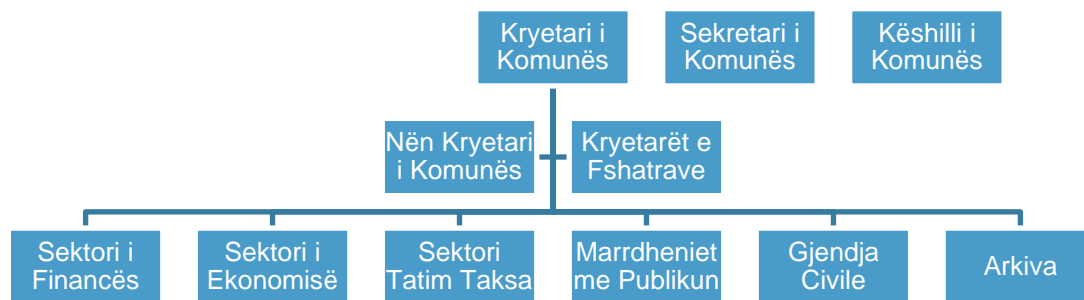 Kryetari i
Komunës
Sekretari i
Komunës
Këshilli i
Komunës
Nën Kryetari
i Komunës
Kryetarët e
Fshatrave
Sektori i
Financës
Sektori i
Ekonomisë
Sektori
Tatim Taksa
Marrdheniet
me Publikun
Gjendja
Civile
Arkiva